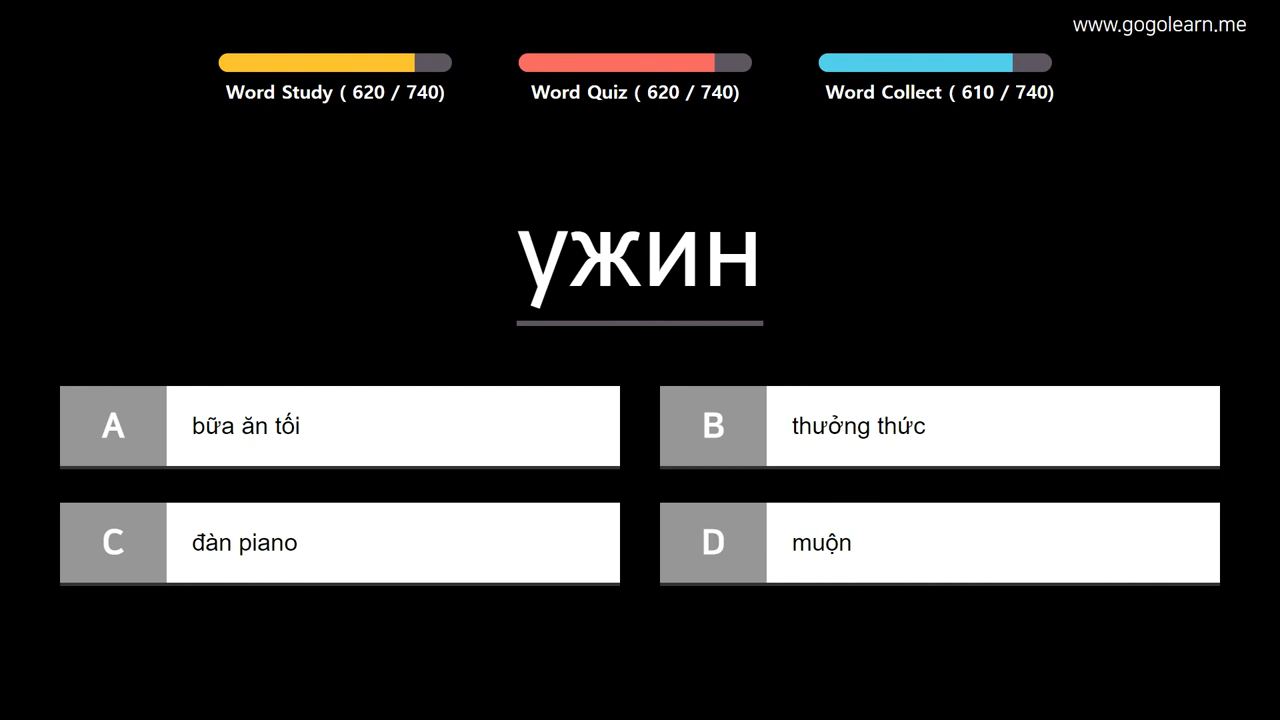 www.gogolearn.me
Word Study ( 620 / 740)
Word Quiz ( 620 / 740)
Word Collect ( 610 / 740)
ужин
A
bữa ăn tối
B
thưởng thức
C
đàn piano
D
muộn